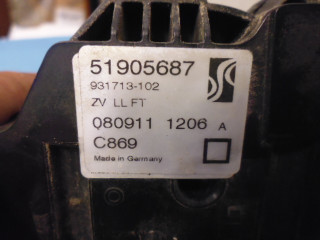 51905687
931713-102
ZV LL FT
080911 1206 A
C869
Made in Germany